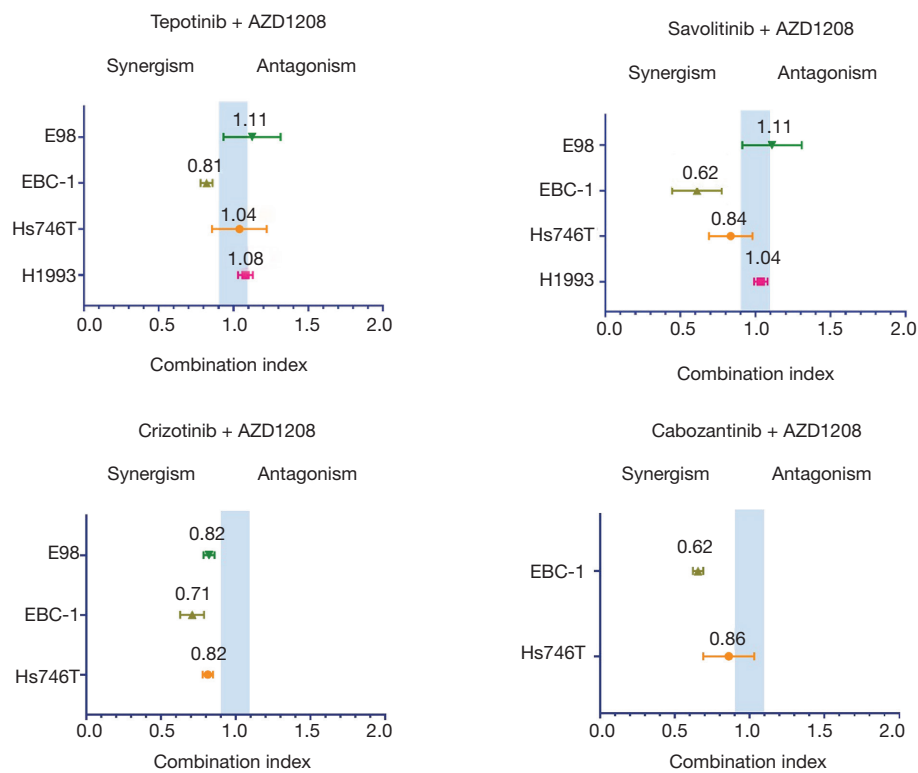 Tepotinib + AZD1208
Synergism Antagonism
E98 1.11
EBC-1 0.81
Hs746T 1.04
H1993 1.08
0.0 0.5 1.0 1.5 2.0
Combination index
Savolitinib + AZD1208
Synergism Antagonism
E98 1.11
EBC-1 0.62
Hs746T 0.84
H1993 1.04
0.0 0.5 1.0 1.5 2.0
Combination index
Crizotinib + AZD1208
Synergism Antagonism
E98 0.82
EBC-1 0.71
Hs746T 0.82
0.0 0.5 1.0 1.5 2.0
Combination index
Cabozantinib + AZD1208
Synergism Antagonism
EBC-1 0.62
Hs746T 0.86
0.0 0.5 1.0 1.5 2.0
Combination index